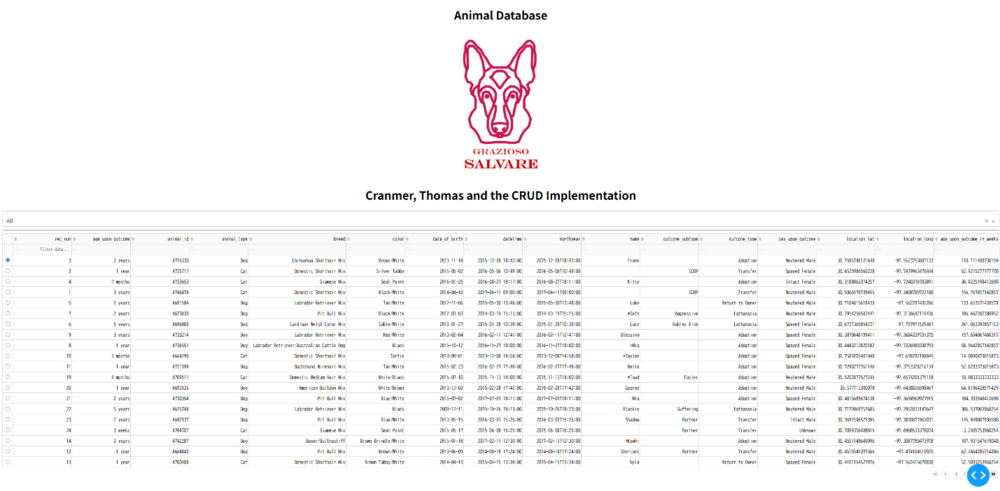 Animal Database
GRAZIOSO
SALVARE
Cranmer, Thomas and the CRUD Implementation
All
rec_num age_upon_outcome animal_id animal_type breed color date_of_birth datetime monthyear name outcome_subtype outcome_type sex_upon_outcome location_lat location_long age_upon_outcome_in_weeks
filter data...
3 2 years A716330 Dog Chihuahua Shorthair Mix Brown/White 2013-11-18 2015-12-28 18:43:00 2015-12-28T18:43:00 Frank Adoption Neutered Male 30.7595748121648 -97.5523753807133 110.111408730159
2 1 year A725717 Cat Domestic Shorthair Mix Silver Tabby 2015-05-02 2016-05-06 10:49:00 2016-05-06T10:49:00 SCRP Transfer Spayed Female 30.6525984560228 -97.7419963476444 52.9215277777778
4 7 months A733653 Cat Siamese Mix Seal Point 2016-01-25 2016-08-27 18:11:00 2016-08-27T18:11:00 Kitty Adoption Intact Female 30.3188063374257 -97.7240376703891 30.8225198412698
1 3 years A746874 Cat Domestic Shorthair Mix Black/White 2014-04-10 2017-04-11 09:00:00 2017-04-11T09:00:00 SCRP Transfer Neutered Male 30.5066578739455 -97.3408780722188 156.767857142857
5 2 years A691584 Dog Labrador Retriever Mix Tan/White 2012-11-06 2015-05-30 13:48:00 2015-05-30T13:48:00 Luke Return to Owner Neutered Male 30.7104815618433 -97.562297435286 133.653571428571
7 2 years A673830 Dog Pit Bull Mix Black/White 2012-03-03 2014-03-19 15:15:00 2014-03-19T15:15:00 *Seth Aggressive Euthanasia Neutered Male 30.2954256583441 -97.3136642110436 106.662202380952
6 5 years A696004 Dog Cardigan Welsh Corgi Mix Sable/White 2010-01-27 2015-01-28 10:39:00 2015-01-28T10:39:00 Lucy Rabies Risk Euthanasia Spayed Female 30.6737365854231 -97.707971529467 261.063392857143
9 3 years A720214 Dog Labrador Retriever Mix Red/White 2013-02-04 2016-02-11 12:41:00 2016-02-11T12:41:00 Blessing Adoption Spayed Female 30.3870648199411 -97.3684339731375 157.504067460317
8 1 year A736551 Dog Labrador Retriever/Australian Cattle Dog Black 2015-10-12 2016-11-27 18:00:00 2016-11-27T18:00:00 *Mia Adoption Spayed Female 30.4443212820182 -97.7326980338793 58.9642857142857
10 3 months A664290 Cat Domestic Shorthair Mix Tortie 2013-09-01 2013-12-08 14:58:00 2013-12-08T14:58:00 *Taylor Adoption Spayed Female 30.7583105481048 -97.618292198845 14.0890873015873
11 1 year A721199 Dog Dachshund Wirehair Mix Tan/White 2015-02-23 2016-02-27 17:49:00 2016-02-27T17:49:00 Belle Adoption Spayed Female 30.7290272761146 -97.3753328216134 52.8203373015873
19 4 months A709511 Cat Domestic Medium Hair Mix White/Black 2015-07-10 2015-11-13 14:00:00 2015-11-13T14:00:00 *Toad Foster Adoption Neutered Male 30.5202877527245 -97.6574204375118 18.0833333333333
20 1 year A693126 Dog American Bulldog Mix White/Brown 2013-12-02 2015-02-28 17:42:00 2015-02-28T17:42:00 George Adoption Neutered Male 30.577712300078 -97.6438826598467 64.8196428571429
21 2 years A730354 Dog Pit Bull Mix Blue/White 2015-07-02 2017-07-01 18:11:00 2017-07-01T18:11:00 Mia Adoption Spayed Female 30.4815689674138 -97.3694960927915 104.393948412698
22 5 years A615748 Dog Labrador Retriever Mix Black 2009-12-11 2015-10-26 18:13:00 2015-10-26T18:13:00 Blackie Suffering Euthanasia Neutered Male 30.7172069757685 -97.2952833147647 306.537003968254
23 2 years A692137 Dog Pit Bull Mix Blue/White 2013-05-15 2016-03-01 15:26:00 2016-03-01T15:26:00 Shadow Partner Transfer Intact Male 30.3691596527395 -97.3810871961031 145.949007936508
24 3 weeks A704707 Cat Siamese Mix Seal Point 2015-05-17 2015-06-08 16:25:00 2015-06-08T16:25:00 Partner Transfer Unknown 30.7099356408815 -97.6968533378074 3.2405753968254
14 2 years A742287 Dog Boxer/Bullmastiff Brown Brindle/White 2015-01-18 2017-02-11 12:30:00 2017-02-11T12:30:00 *Kawhi Adoption Neutered Male 30.4551148649096 -97.3087780473978 107.931547619048
12 1 year A664843 Dog Pit Bull Mix Brown/White 2013-06-09 2014-08-18 17:24:00 2014-08-18T17:24:00 Sherlock Partner Transfer Neutered Male 30.4515549397366 -97.474104510925 62.2464285714286
13 1 year A700408 Cat Domestic Shorthair Mix Brown Tabby/White 2014-04-13 2015-04-15 13:34:00 2015-04-15T13:34:00 Nyla Return to Owner Spayed Female 30.4101154527976 -97.562415670838 52.5093253968254
1 /